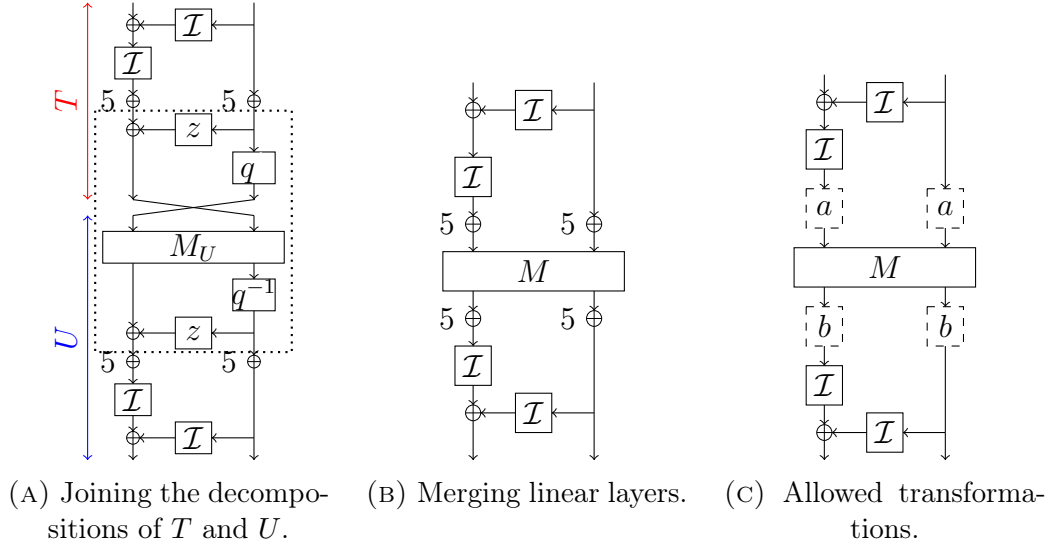 I
I
T
5 5
z
q
M_U
q^{-1}
U
z
5 5
I
I
I
I
5 5
M
5 5
I
I
I
I
a a
M
b b
I
I
(A) Joining the decompo-
sitions of T and U.
(B) Merging linear layers.
(C) Allowed transforma-
tions.